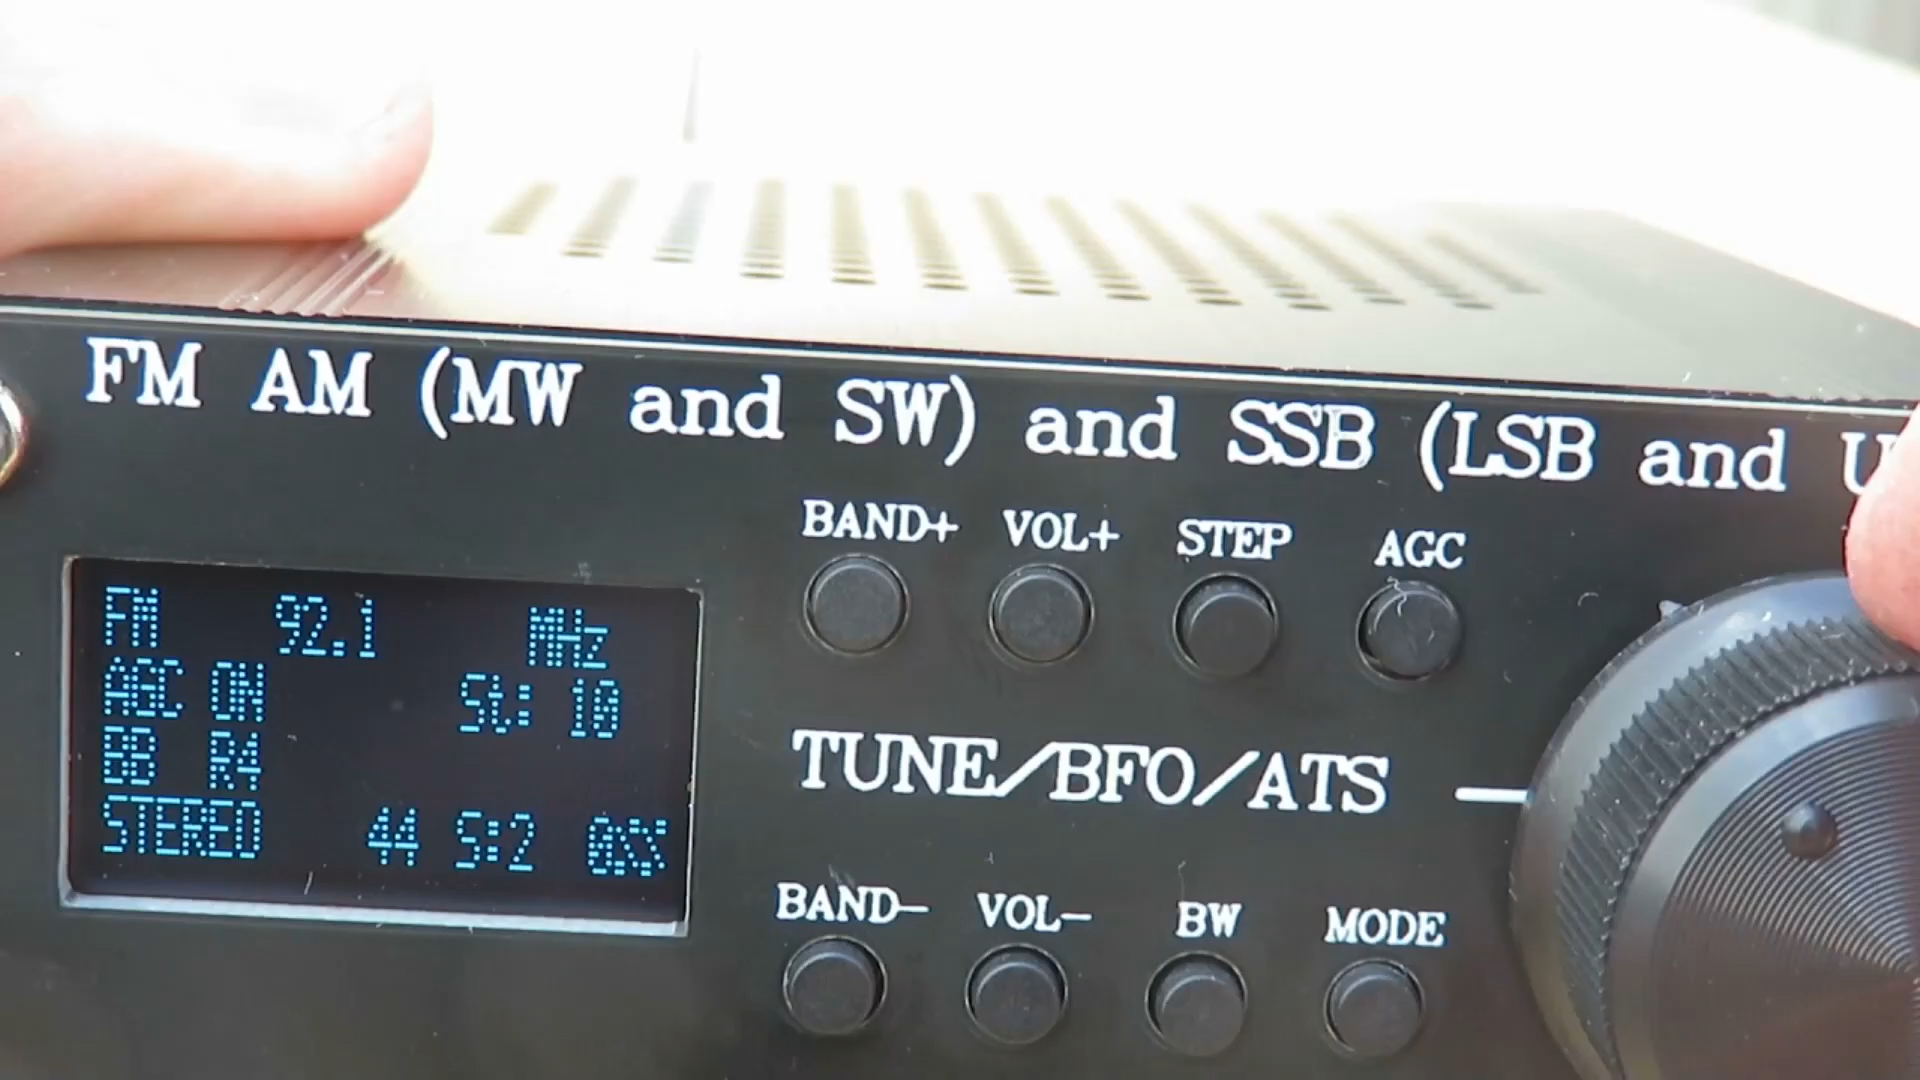 FM AM (MW and SW) and SSB (LSB and
BAND+ VOL+ STEP AGC
FM 92.1 MHz
AGC ON St: 10
BB R4
STEREO 44 S:2
TUNE/BFO/ATS
BAND- VOL- BW MODE